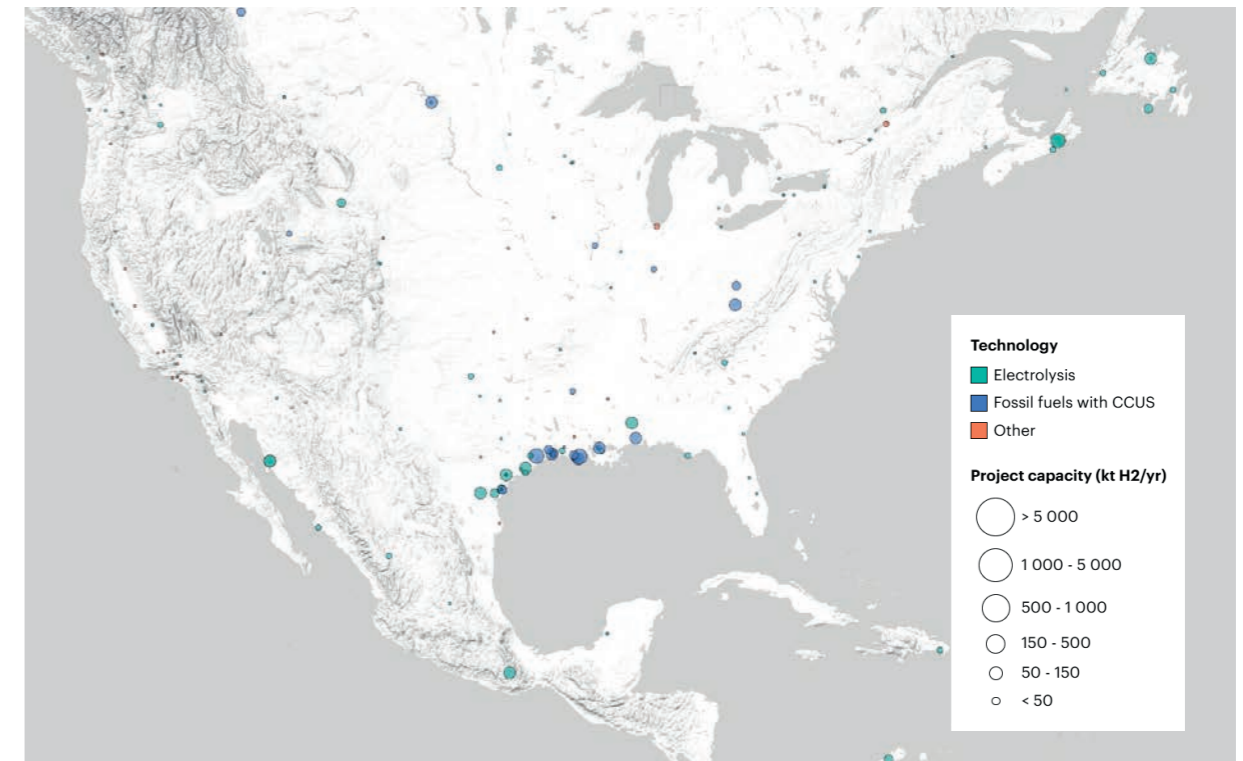 Technology
Electrolysis
Fossil fuels with CCUS
Other
Project capacity (kt H2/yr)
> 5 000
1 000 - 5 000
500 - 1 000
150 - 500
50 - 150
< 50